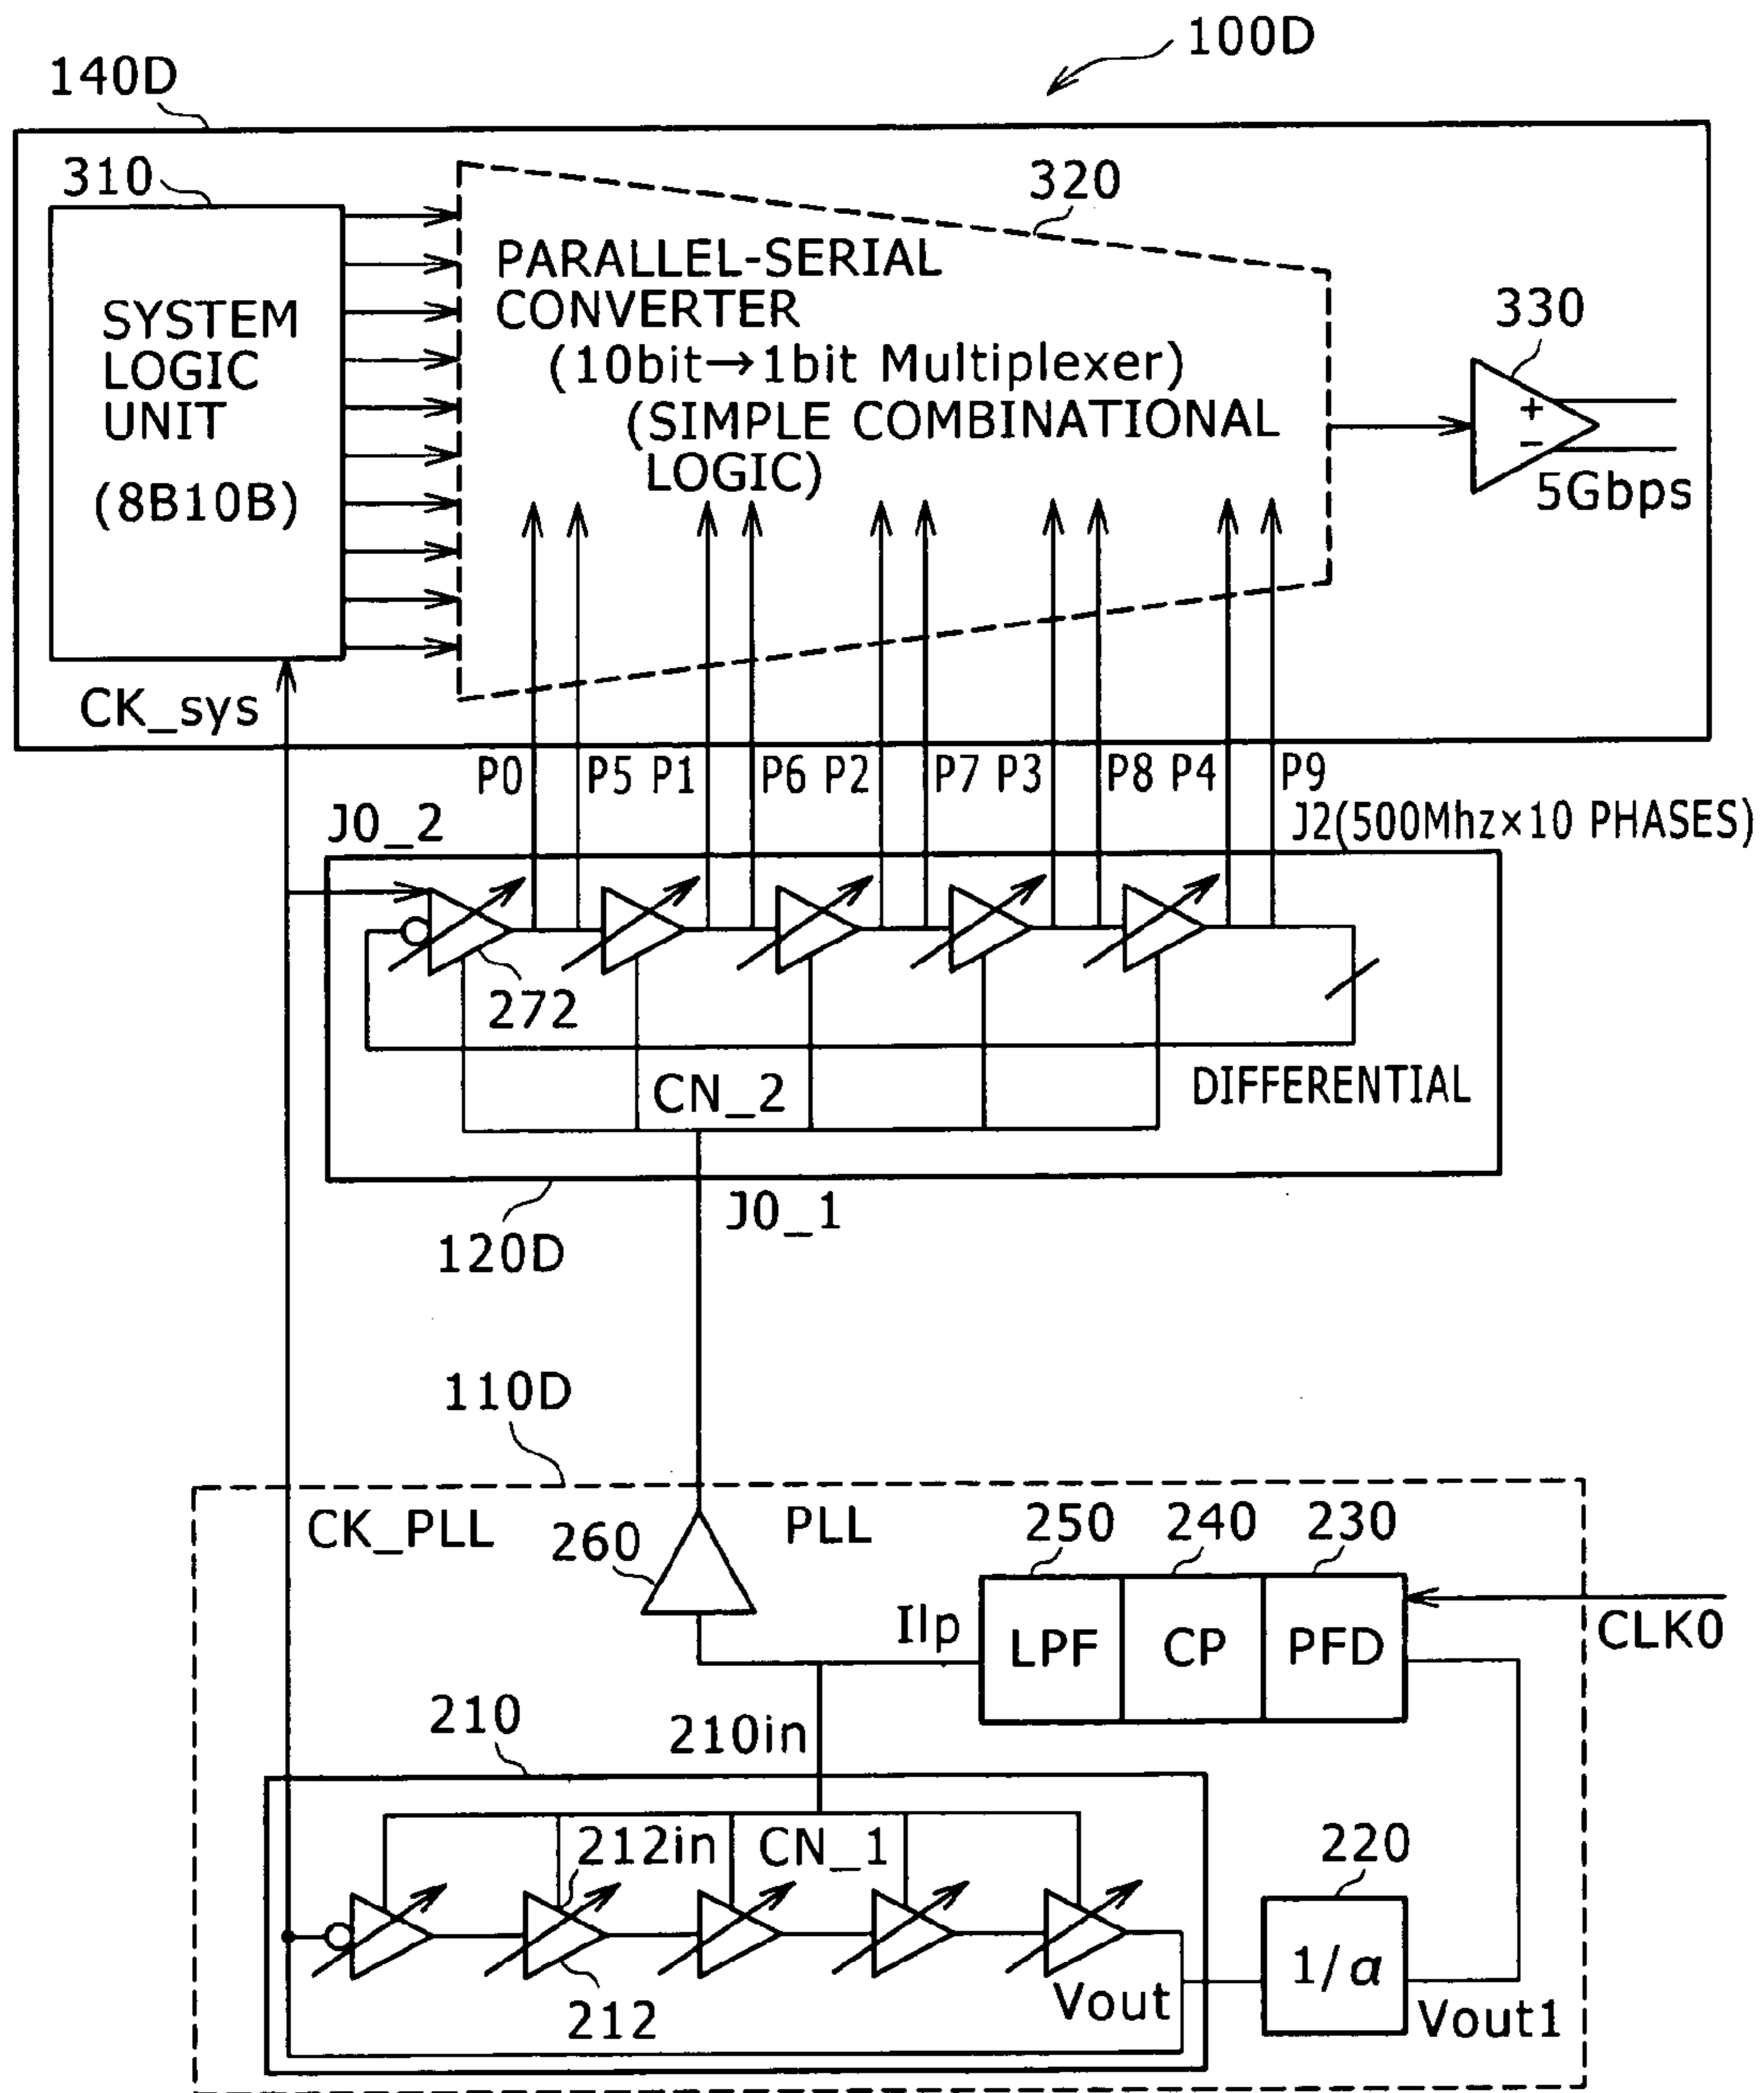 100D
140D
310
320
PARALLEL-SERIAL
CONVERTER
(10bit→1bit Multiplexer)
(SIMPLE COMBINATIONAL
LOGIC)
SYSTEM
LOGIC
UNIT
(8B10B)
330
+
−
5Gbps
CK_sys
P0 P5 P1 P6 P2 P7 P3 P8 P4 P9
J0_2
J2(500Mhz×10 PHASES)
272
CN_2
DIFFERENTIAL
J0_1
120D
110D
CK_PLL
260
PLL
250 240 230
Ilp
LPF CP PFD
CLK0
210
210in
212in
CN_1
220
212
Vout
1/α
Vout1